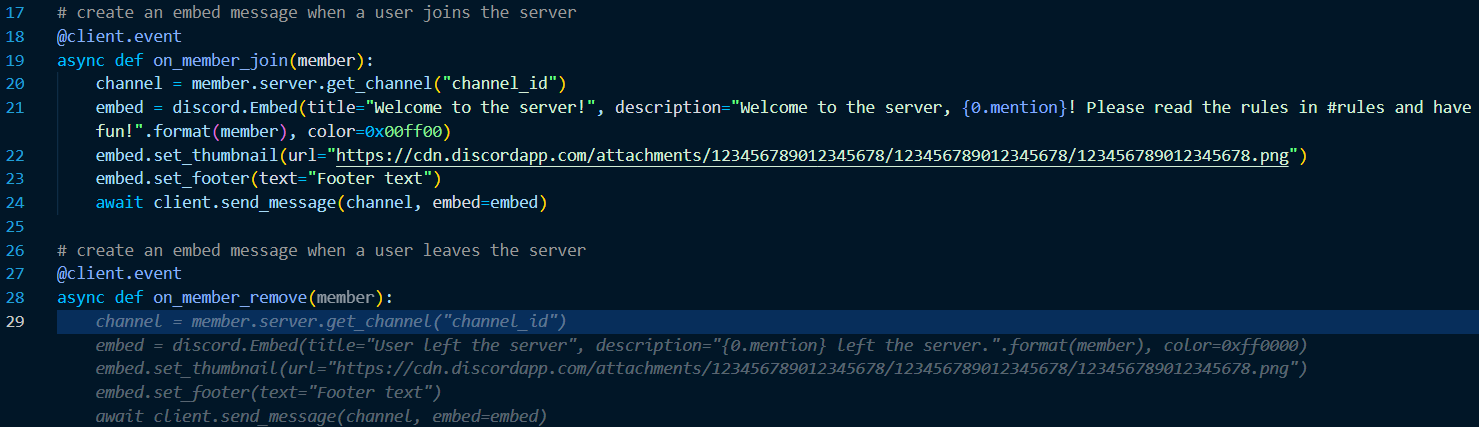 17 # create an embed message when a user joins the server
18 @client.event
19 async def on_member_join(member):
20     channel = member.server.get_channel("channel_id")
21     embed = discord.Embed(title="Welcome to the server!", description="Welcome to the server, {0.mention}! Please read the rules in #rules and have
    fun!".format(member), color=0x00ff00)
22     embed.set_thumbnail(url="https://cdn.discordapp.com/attachments/123456789012345678/123456789012345678/123456789012345678.png")
23     embed.set_footer(text="Footer text")
24     await client.send_message(channel, embed=embed)
25
26 # create an embed message when a user leaves the server
27 @client.event
28 async def on_member_remove(member):
29     channel = member.server.get_channel("channel_id")
    embed = discord.Embed(title="User left the server", description="{0.mention} left the server.".format(member), color=0xff0000)
    embed.set_thumbnail(url="https://cdn.discordapp.com/attachments/123456789012345678/123456789012345678/123456789012345678.png")
    embed.set_footer(text="Footer text")
    await client.send_message(channel, embed=embed)